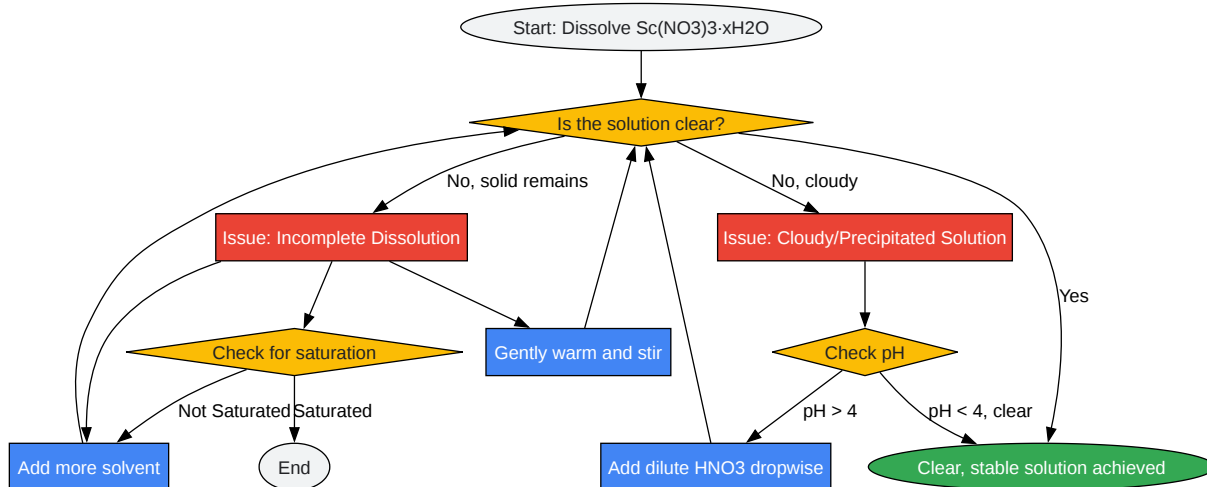 Start: Dissolve Sc(NO3)3·xH2O
Is the solution clear?
No, solid remains
No, cloudy
Issue: Incomplete Dissolution
Issue: Cloudy/Precipitated Solution
Yes
Check for saturation
Gently warm and stir
Check pH
Not Saturated
Saturated
pH > 4
pH < 4, clear
Add more solvent
End
Add dilute HNO3 dropwise
Clear, stable solution achieved